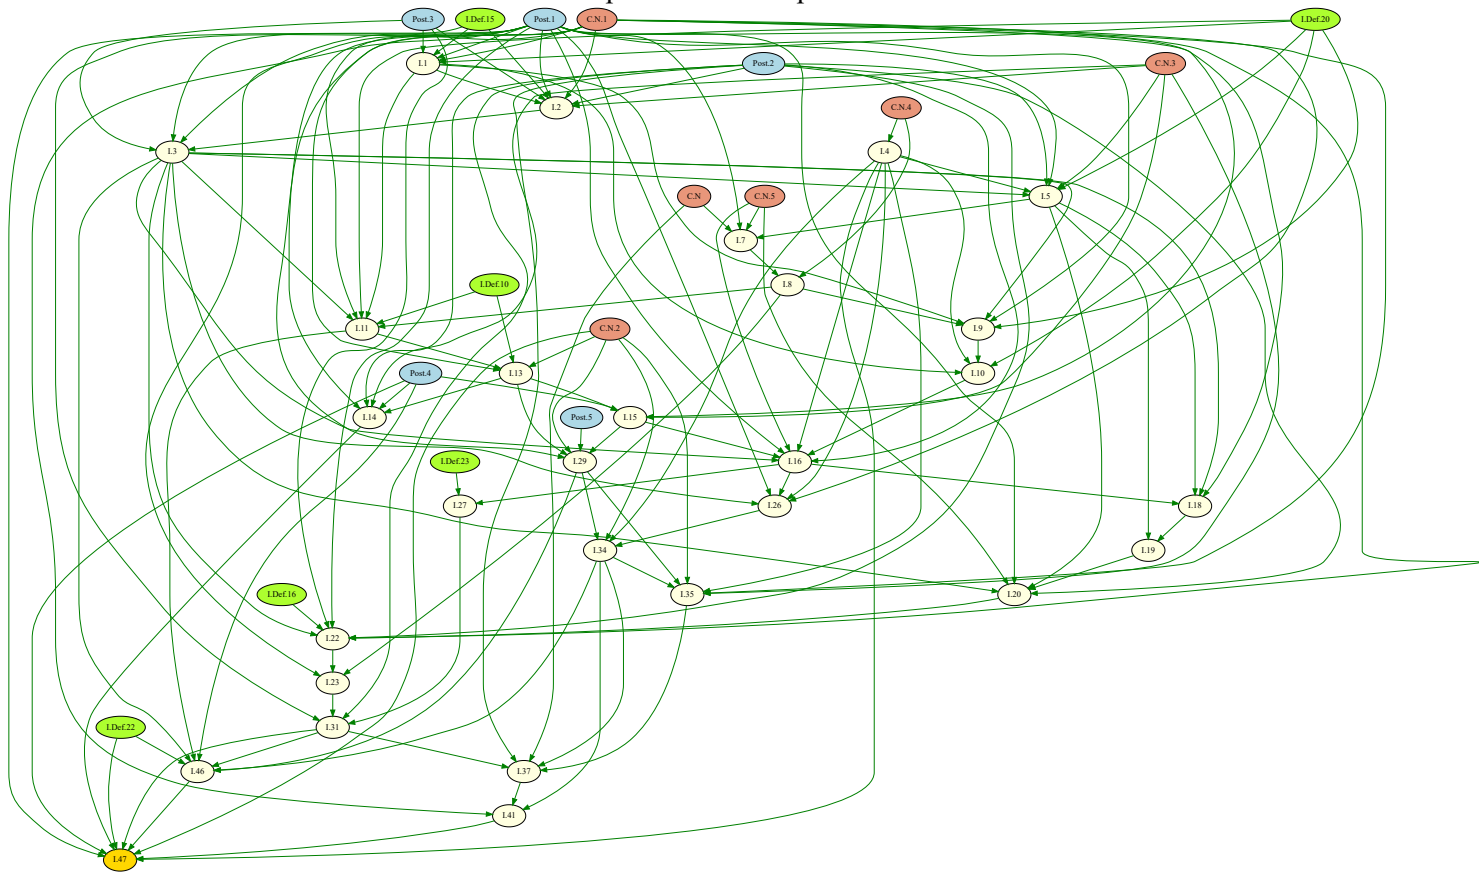 Post.3 I.Def.15 Post.1 C.N.1 I.Def.20
I.1 Post.2 C.N.3
I.2 C.N.4
I.3 I.4
C.N C.N.5 I.5
I.7
I.Def.10 I.8
I.11 C.N.2 I.9
Post.4 I.13 I.10
I.14 Post.5 I.15
I.Def.23 I.29 I.16
I.27 I.26 I.18
I.34 I.19
I.Def.16 I.35 I.20
I.22
I.23
I.Def.22 I.31
I.46 I.37
I.41
I.47